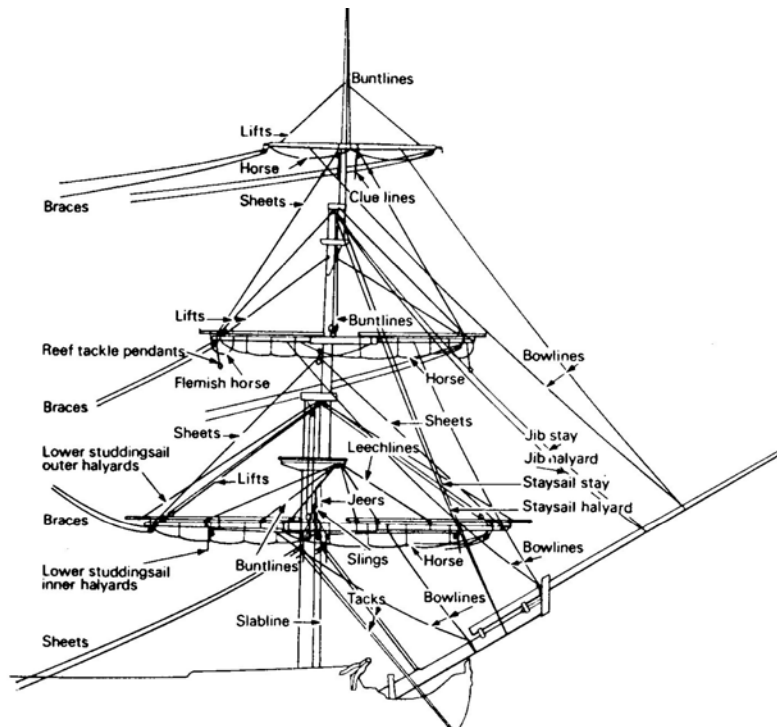 Buntlines
Lifts
Horse
Clue lines
Braces
Sheets
Lifts
Buntlines
Reef tackle pendants
Flemish horse
Horse
Bowlines
Braces
Sheets
Sheets
Jib stay
Lower studdingsail
outer halyards
Leechlines
Jib halyard
Lifts
Staysail stay
Jeers
Staysail halyard
Braces
Bowlines
Lower studdingsail
inner halyards
Buntlines
Slings
Horse
Tacks
Bowlines
Slabline
Sheets